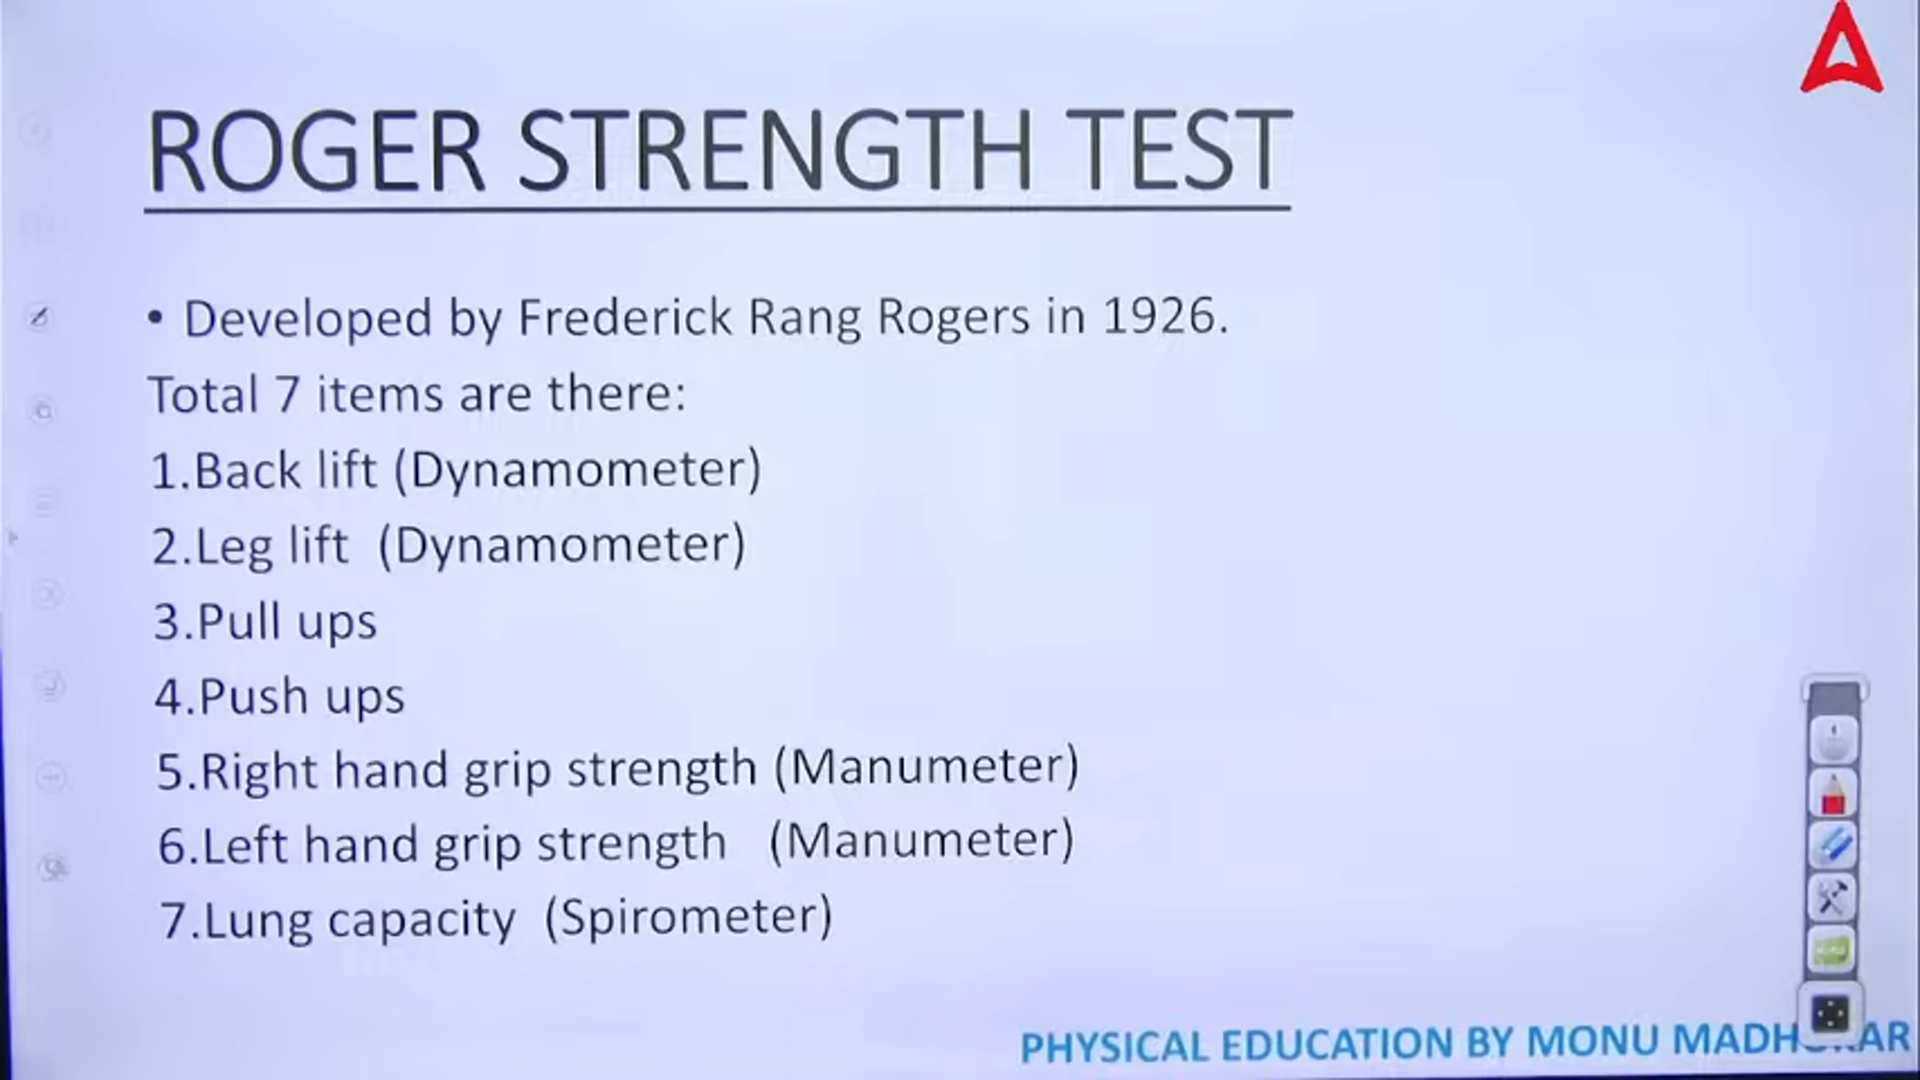 ROGER STRENGTH TEST
• Developed by Frederick Rang Rogers in 1926.
Total 7 items are there:
1.Back lift (Dynamometer)
2.Leg lift (Dynamometer)
3.Pull ups
4.Push ups
5.Right hand grip strength (Manumeter)
6.Left hand grip strength (Manumeter)
7.Lung capacity (Spirometer)
PHYSICAL EDUCATION BY MONU